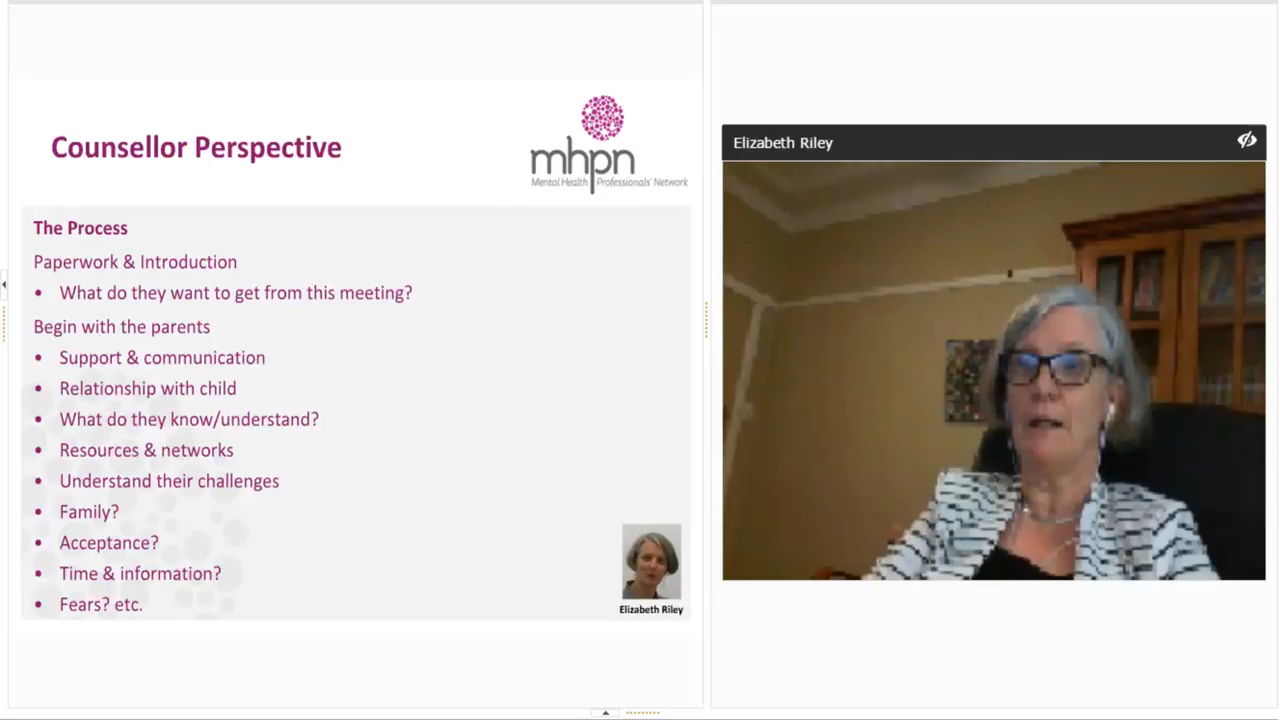 Counsellor Perspective
mhpn
Mental Health Professionals' Network
The Process
Paperwork & Introduction
• What do they want to get from this meeting?
Begin with the parents
• Support & communication
• Relationship with child
• What do they know/understand?
• Resources & networks
• Understand their challenges
• Family?
• Acceptance?
• Time & information?
• Fears? etc.
Elizabeth Riley
Elizabeth Riley